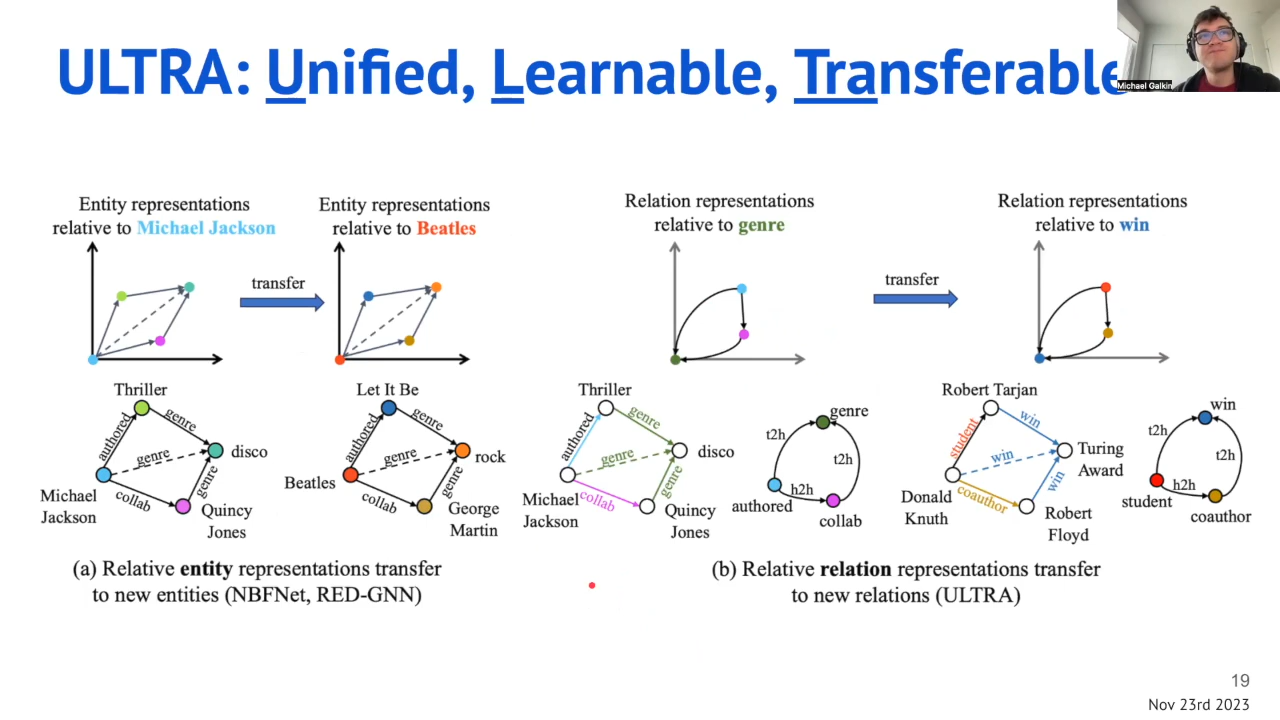 ULTRA: Unified, Learnable, Transferable
Michael Galkin
Entity representations
relative to Michael Jackson
transfer
Entity representations
relative to Beatles
Relation representations
relative to genre
transfer
Relation representations
relative to win
Thriller
authored
genre
genre
disco
Michael
Jackson
collab
genre
Quincy
Jones
Let It Be
authored
genre
genre
rock
Beatles
collab
genre
George
Martin
Thriller
authored
genre
genre
disco
Michael
Jackson
collab
genre
Quincy
Jones
genre
t2h
t2h
authored
h2h
collab
Robert Tarjan
student
win
win
Turing
Award
Donald
Knuth
coauthor
win
Robert
Floyd
win
t2h
t2h
student
h2h
coauthor
(a) Relative entity representations transfer
to new entities (NBFNet, RED-GNN)
(b) Relative relation representations transfer
to new relations (ULTRA)
19
Nov 23rd 2023